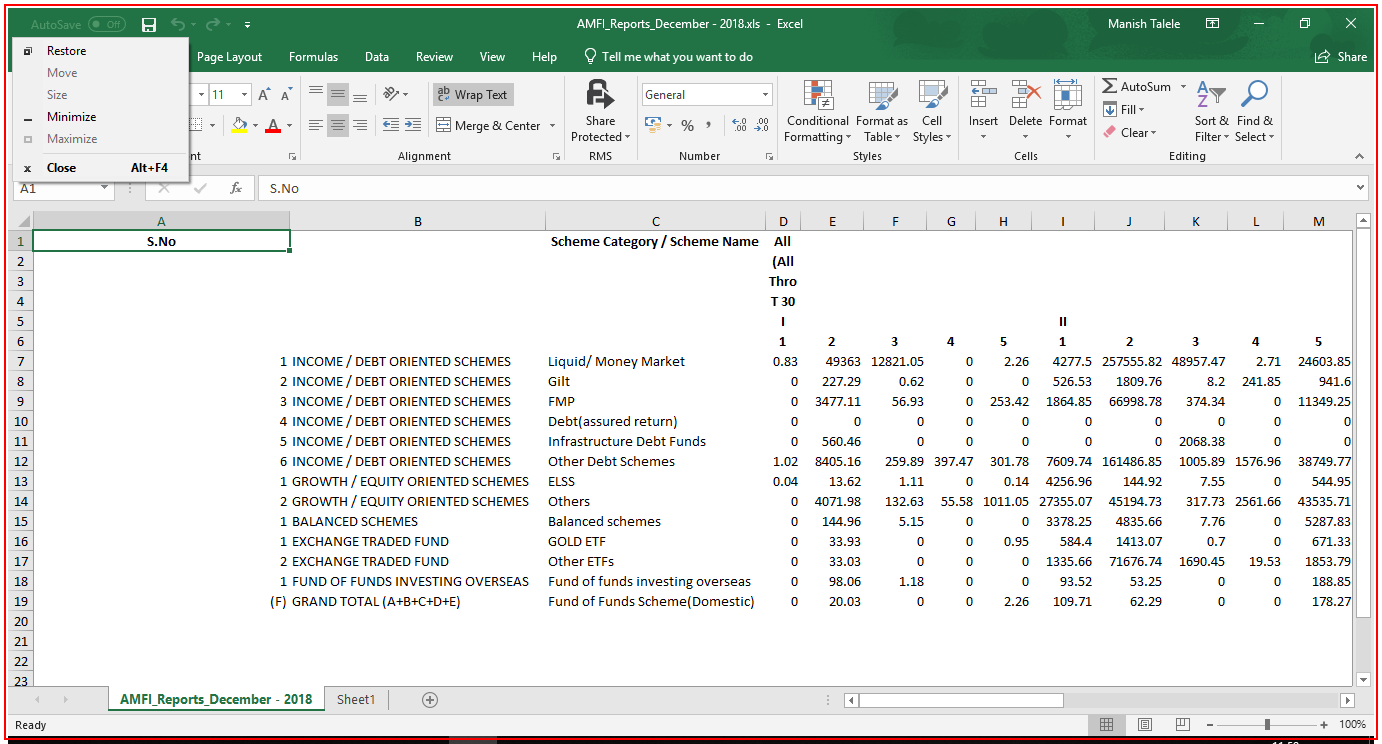 AutoSave Off AMFI_Reports_December - 2018.xls - Excel Manish Talele
Restore
Move
Size
Minimize
Maximize
Close Alt+F4
Page Layout Formulas Data Review View Help Tell me what you want to do Share
11 Wrap Text General AutoSum
Merge & Center % Fill
Clear
Share Protected
Conditional Formatting
Format as Table
Cell Styles
Insert Delete Format
Sort & Filter
Find & Select
nt Alignment RMS Number Styles Cells Editing
A1 fx S.No
A B C D E F G H I J K L M
1 S.No Scheme Category / Scheme Name All
2 (All
3 Thro
4 T 30
5 I II
6 1 2 3 4 5 1 2 3 4 5
7 1 INCOME / DEBT ORIENTED SCHEMES Liquid/ Money Market 0.83 49363 12821.05 0 2.26 4277.5 257555.82 48957.47 2.71 24603.85
8 2 INCOME / DEBT ORIENTED SCHEMES Gilt 0 227.29 0.62 0 0 526.53 1809.76 8.2 241.85 941.6
9 3 INCOME / DEBT ORIENTED SCHEMES FMP 0 3477.11 56.93 0 253.42 1864.85 66998.78 374.34 0 11349.25
10 4 INCOME / DEBT ORIENTED SCHEMES Debt(assured return) 0 0 0 0 0 0 0 0 0 0
11 5 INCOME / DEBT ORIENTED SCHEMES Infrastructure Debt Funds 0 560.46 0 0 0 0 0 2068.38 0 0
12 6 INCOME / DEBT ORIENTED SCHEMES Other Debt Schemes 1.02 8405.16 259.89 397.47 301.78 7609.74 161486.85 1005.89 1576.96 38749.77
13 1 GROWTH / EQUITY ORIENTED SCHEMES ELSS 0.04 13.62 1.11 0 0.14 4256.96 144.92 7.55 0 544.95
14 2 GROWTH / EQUITY ORIENTED SCHEMES Others 0 4071.98 132.63 55.58 1011.05 27355.07 45194.73 317.73 2561.66 43535.71
15 1 BALANCED SCHEMES Balanced schemes 0 144.96 5.15 0 0 3378.25 4835.66 7.76 0 5287.83
16 1 EXCHANGE TRADED FUND GOLD ETF 0 33.93 0 0 0.95 584.4 1413.07 0.7 0 671.33
17 2 EXCHANGE TRADED FUND Other ETFs 0 33.03 0 0 0 1335.66 71676.74 1690.45 19.53 1853.79
18 1 FUND OF FUNDS INVESTING OVERSEAS Fund of funds investing overseas 0 98.06 1.18 0 0 93.52 53.25 0 0 188.85
19 (F) GRAND TOTAL (A+B+C+D+E) Fund of Funds Scheme(Domestic) 0 20.03 0 0 2.26 109.71 62.29 0 0 178.27
20
21
22
23
AMFI_Reports_December - 2018 Sheet1
Ready 100%